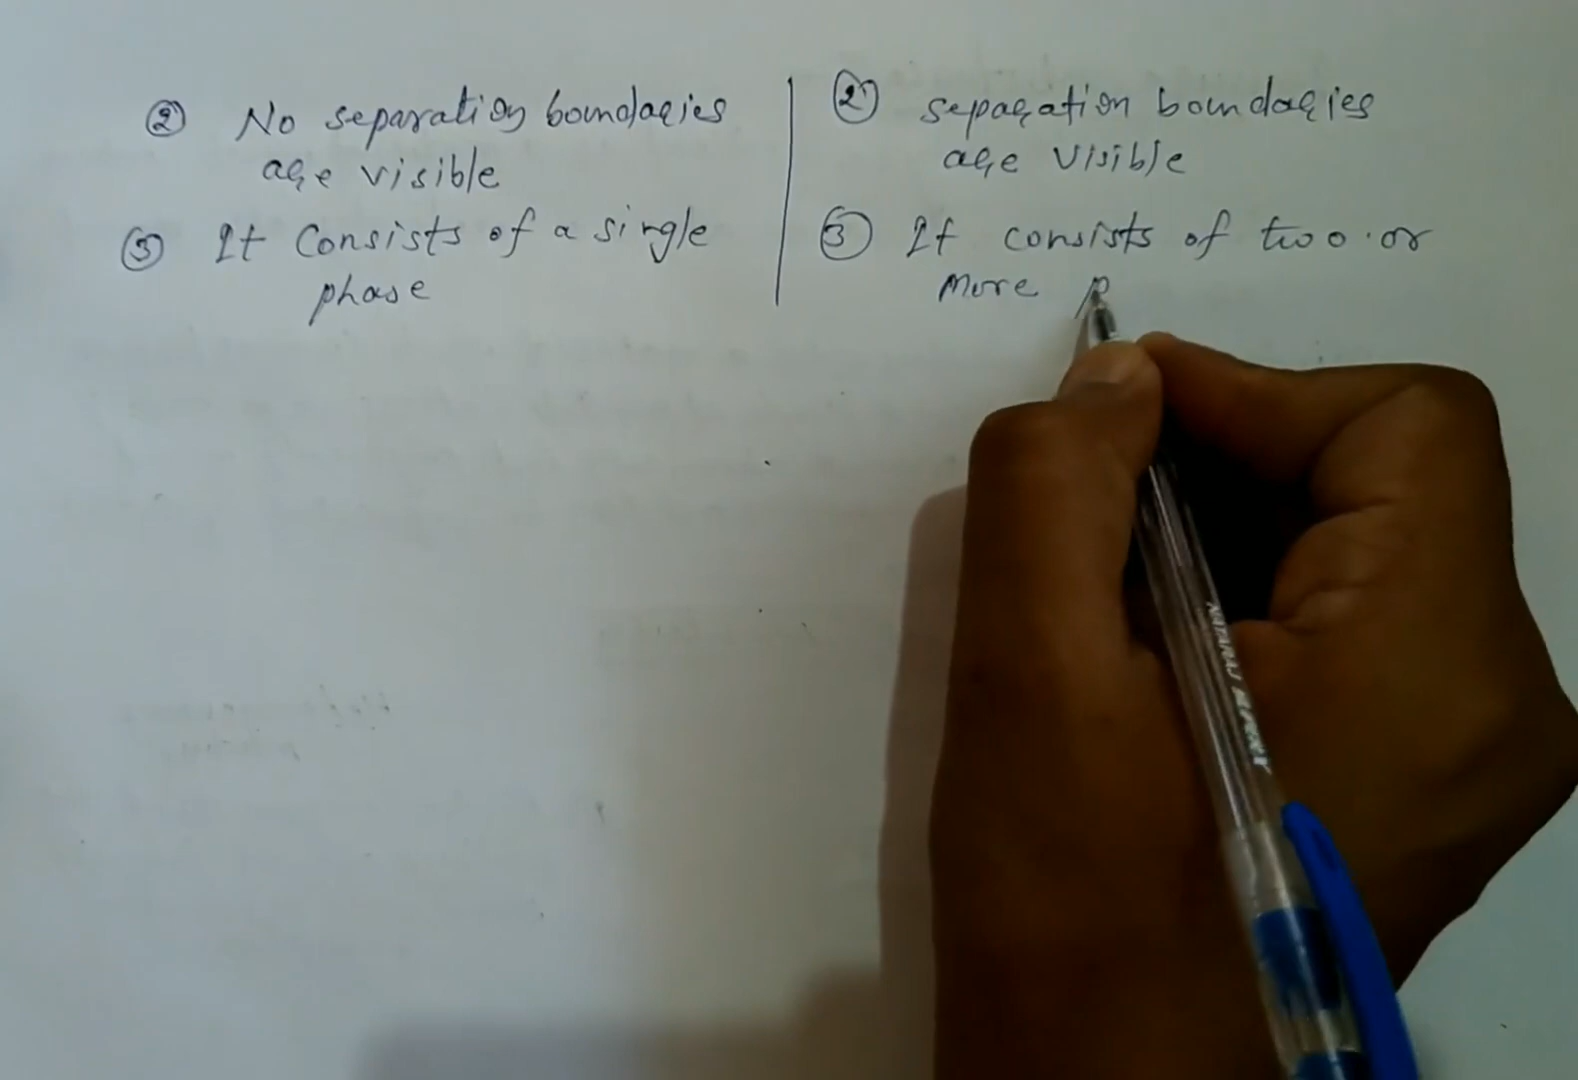 ② No separation boundaries
are visible
③ It Consists of a single
phase
② separation boundaries
are visible
③ It consists of two or
more p
NATARAJ